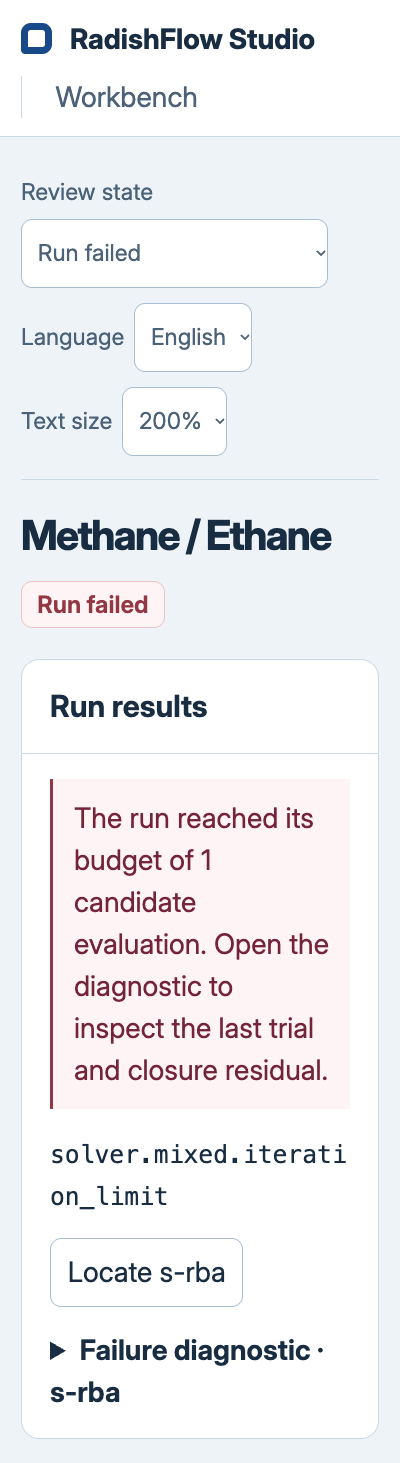 RadishFlow Studio
Workbench
Review state
Run failed
Language English
Text size 200%
Methane / Ethane
Run failed
Run results
The run reached its
budget of 1
candidate
evaluation. Open the
diagnostic to
inspect the last trial
and closure residual.
solver.mixed.iterati
on_limit
Locate s-rba
Failure diagnostic ·
s-rba